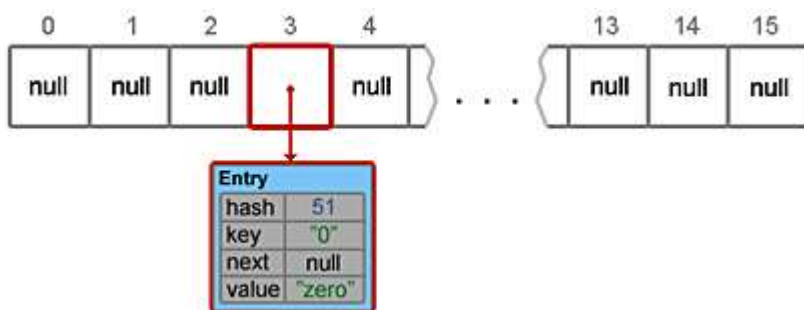 0 1 2 3 4 13 14 15
null null null null . . . null null null
Entry
hash 51
key "0"
next null
value "zero"